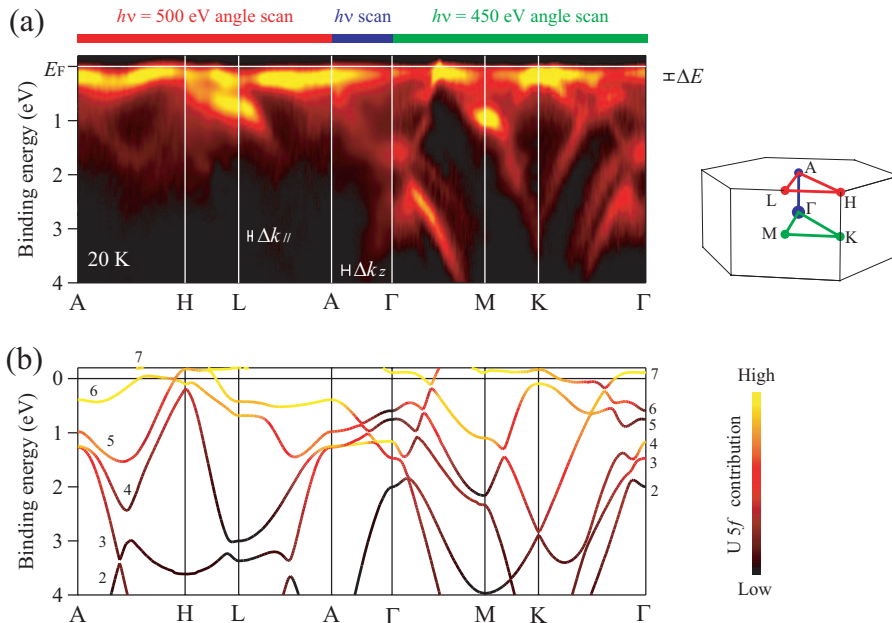 (a)
hν = 500 eV angle scan hν scan hν = 450 eV angle scan
EF
ΔE
0
1
2
3
4
Binding energy (eV)
20 K
Δk//
Δkz
A H L A Γ M K Γ
A
L H
Γ
M K
(b)
7
6
5
4
3
2
0
1
2
3
4
Binding energy (eV)
7
6
5
4
3
2
A H L A Γ M K Γ
High
U 5f contribution
Low